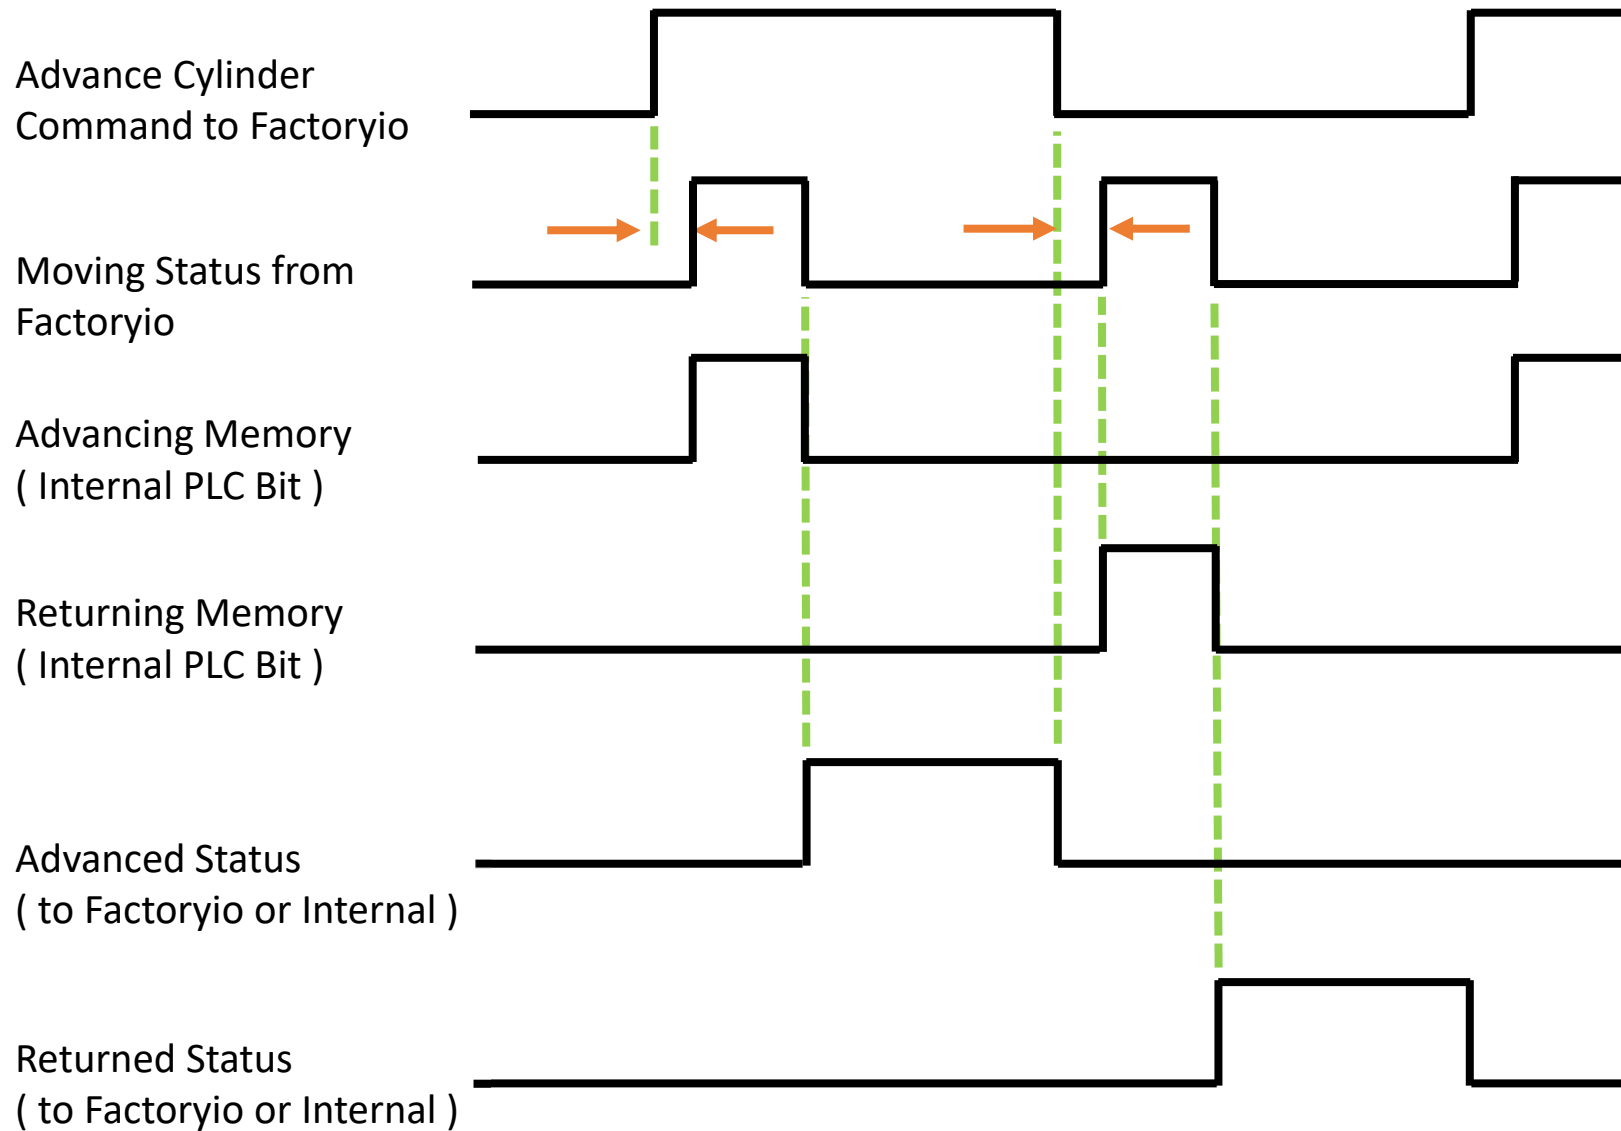 Advance Cylinder
Command to Factoryio
Moving Status from
Factoryio
Advancing Memory
( Internal PLC Bit )
Returning Memory
( Internal PLC Bit )
Advanced Status
( to Factoryio or Internal )
Returned Status
( to Factoryio or Internal )